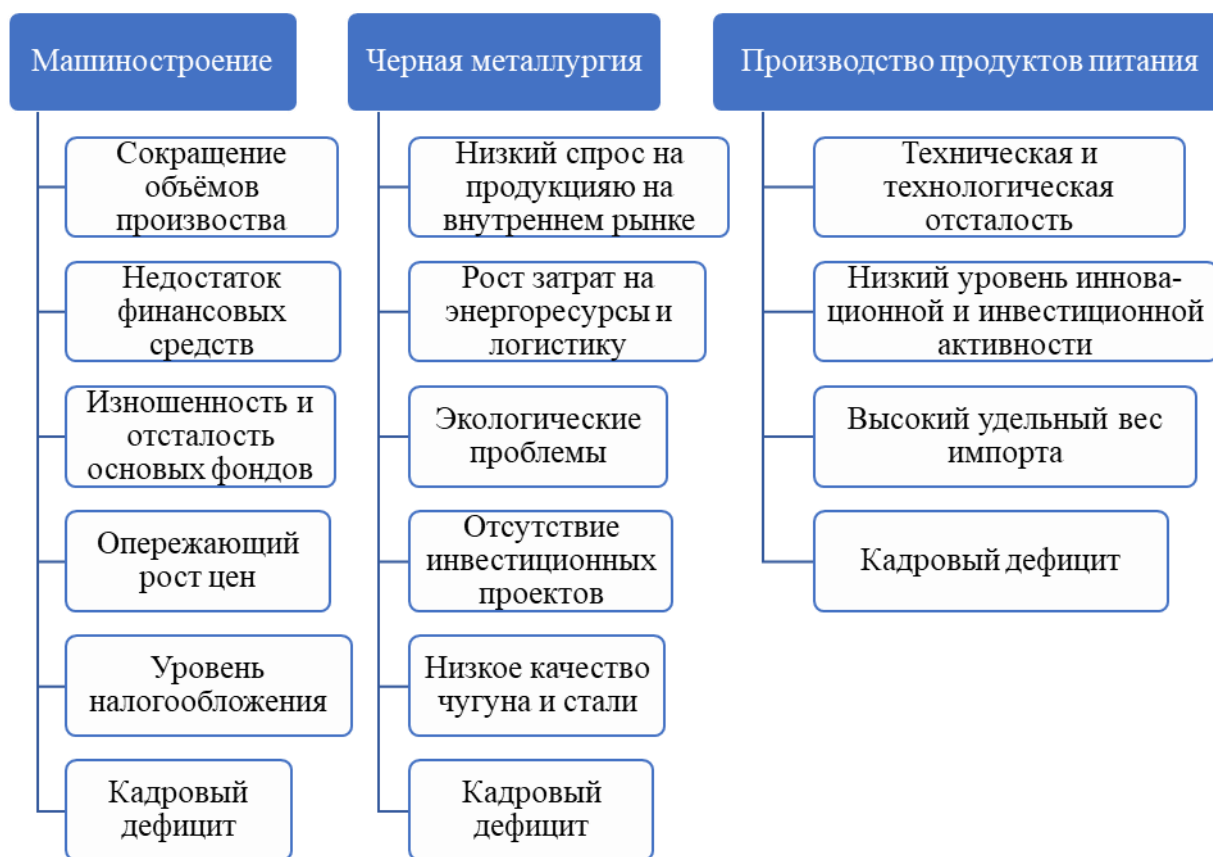 Машиностроение
Сокращение
объёмов
произвоства
Недостаток
финансовых
средств
Изношенность и
отсталость
основых фондов
Опережающий
рост цен
Уровень
налогообложения
Кадровый
дефицит
Черная металлургия
Низкий спрос на
продукцияю на
внутреннем рынке
Рост затрат на
энергоресурсы и
логистику
Экологические
проблемы
Отсутствие
инвестиционных
проектов
Низкое качество
чугуна и стали
Кадровый
дефицит
Производство продуктов питания
Техническая и
технологическая
отсталость
Низкий уровень иннова-
ционной и инвестиционной
активности
Высокий удельный вес
импорта
Кадровый дефицит